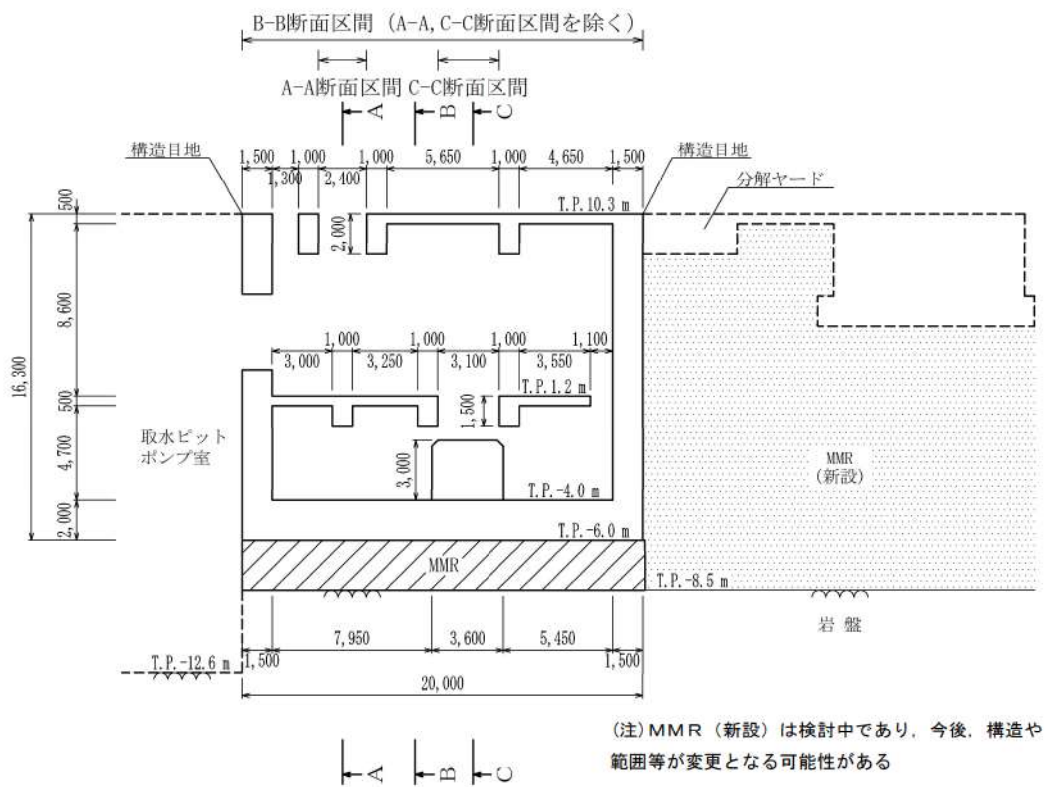 B-B断面区間（A-A,C-C断面区間を除く）
A-A断面区間 C-C断面区間
A B C
構造目地
1,500 1,000 1,000 5,650 1,000 4,650 1,500
1,300 2,400
構造目地
分解ヤード
500
T.P.10.3 m
2,000
8,600
16,300
1,000 1,000 1,000 1,100
3,000 3,250 3,100 3,550
T.P.1.2 m
500
1,500
取水ピット
ポンプ室
4,700
3,000
MMR
(新設)
T.P.-4.0 m
2,000
T.P.-6.0 m
MMR
T.P.-8.5 m
岩 盤
7,950 3,600 5,450
T.P.-12.6 m
1,500 1,500
20,000
(注)ＭＭＲ（新設）は検討中であり，今後，構造や
範囲等が変更となる可能性がある
A B C